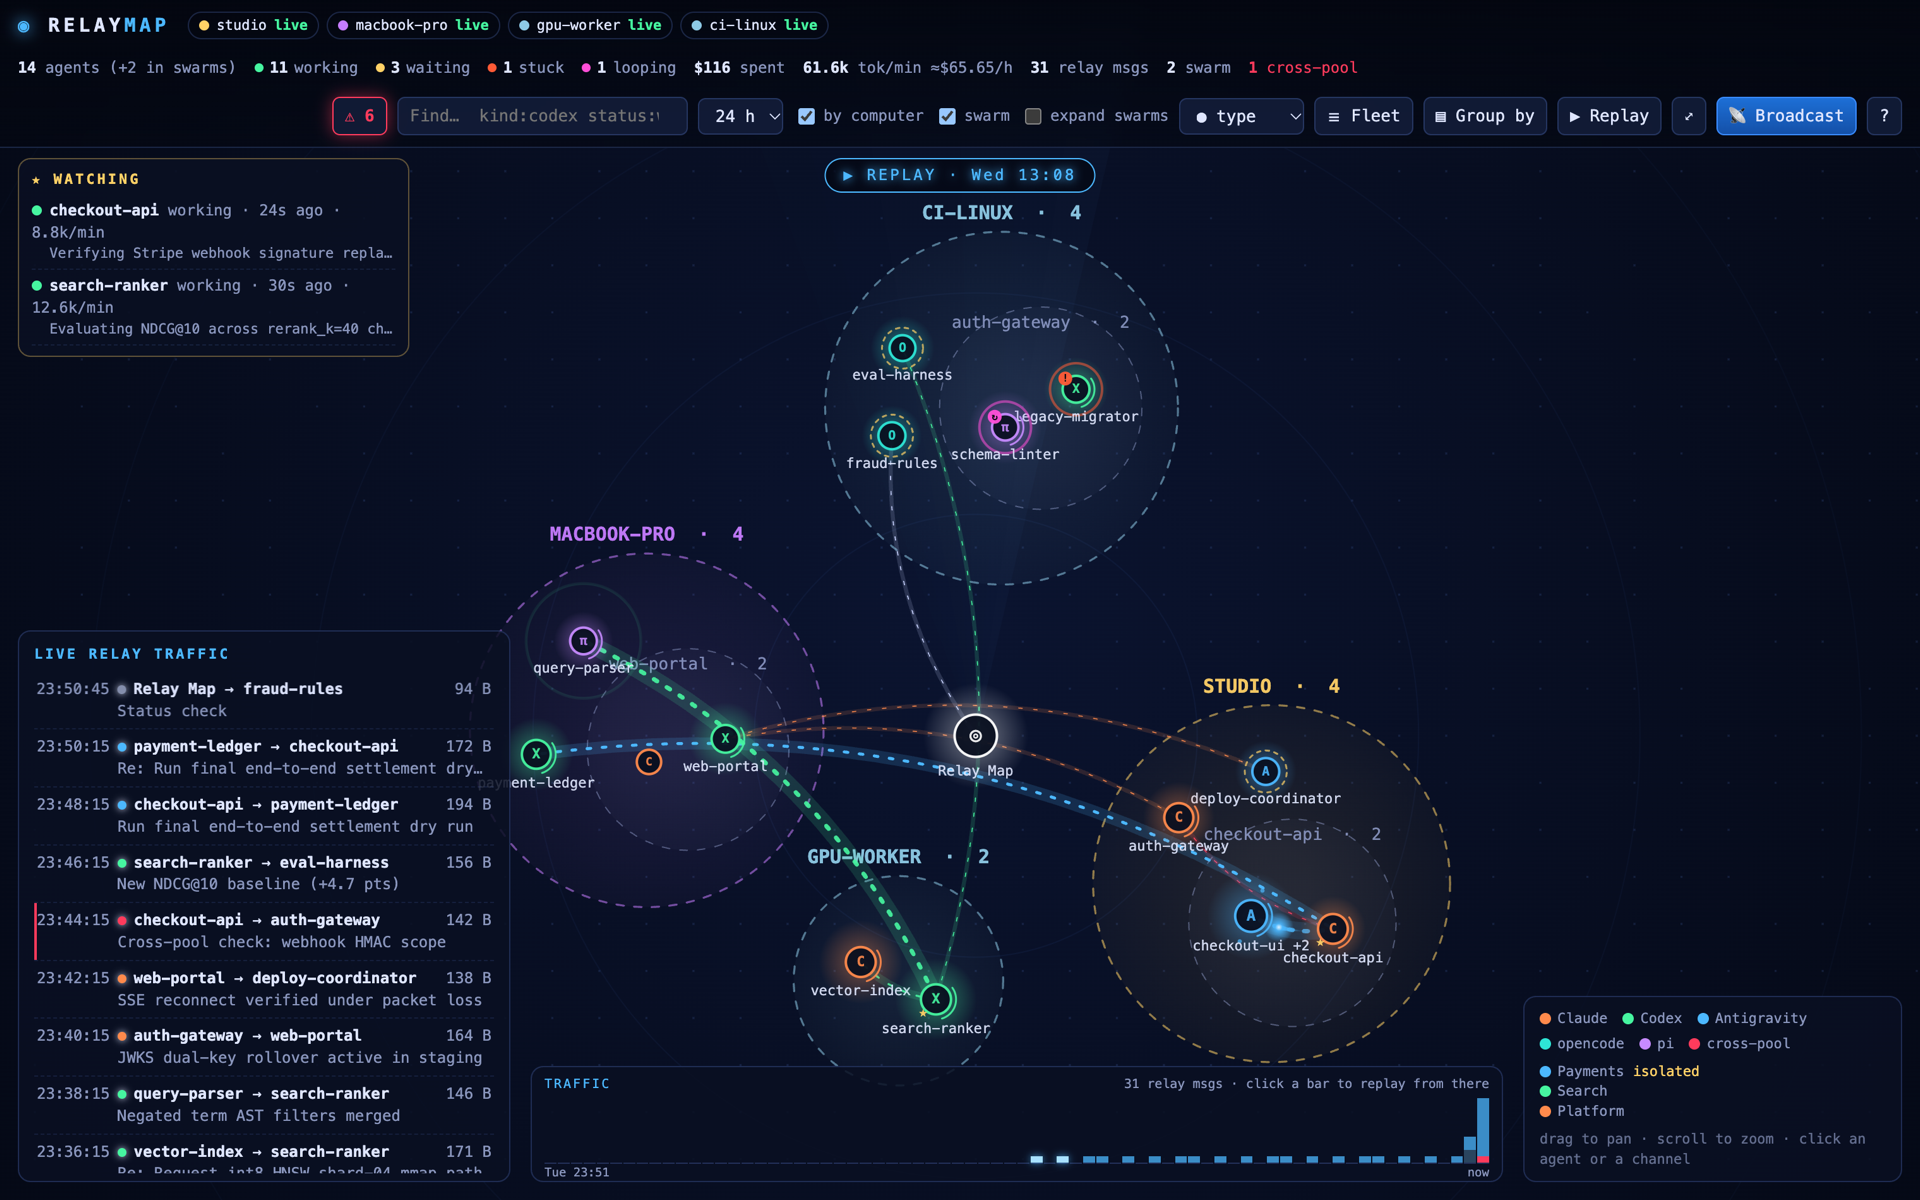 ◉ RELAYMAP
studio live
macbook-pro live
gpu-worker live
ci-linux live
14 agents (+2 in swarms) 11 working 3 waiting 1 stuck 1 looping $116 spent 61.6k tok/min ≈$65.65/h 31 relay msgs 2 swarm 1 cross-pool
⚠ 6
Find… kind:codex status:
24 h
by computer
swarm
expand swarms
● type
≡ Fleet
Group by
▶ Replay
⤢
Broadcast
?
★ WATCHING
checkout-api working · 24s ago ·
8.8k/min
Verifying Stripe webhook signature repla…
search-ranker working · 30s ago ·
12.6k/min
Evaluating NDCG@10 across rerank_k=40 ch…
▶ REPLAY · Wed 13:08
CI-LINUX · 4
auth-gateway · 2
O
eval-harness
!
X
legacy-migrator
O
fraud-rules
π
schema-linter
MACBOOK-PRO · 4
π
query-parser
web-portal · 2
X
payment-ledger
C
X
web-portal
◎
Relay Map
STUDIO · 4
A
deploy-coordinator
C
auth-gateway
checkout-api · 2
A
checkout-ui +2
C
checkout-api
GPU-WORKER · 2
C
vector-index
X
search-ranker
LIVE RELAY TRAFFIC
23:50:45 Relay Map → fraud-rules 94 B
Status check
23:50:15 payment-ledger → checkout-api 172 B
Re: Run final end-to-end settlement dry…
23:48:15 checkout-api → payment-ledger 194 B
Run final end-to-end settlement dry run
23:46:15 search-ranker → eval-harness 156 B
New NDCG@10 baseline (+4.7 pts)
23:44:15 checkout-api → auth-gateway 142 B
Cross-pool check: webhook HMAC scope
23:42:15 web-portal → deploy-coordinator 138 B
SSE reconnect verified under packet loss
23:40:15 auth-gateway → web-portal 164 B
JWKS dual-key rollover active in staging
23:38:15 query-parser → search-ranker 146 B
Negated term AST filters merged
23:36:15 vector-index → search-ranker 171 B
Re: Request int8 HNSW shard-04 mmap path
TRAFFIC
31 relay msgs · click a bar to replay from there
Tue 23:51
now
Claude Codex Antigravity
opencode pi cross-pool
Payments isolated
Search
Platform
drag to pan · scroll to zoom · click an
agent or a channel